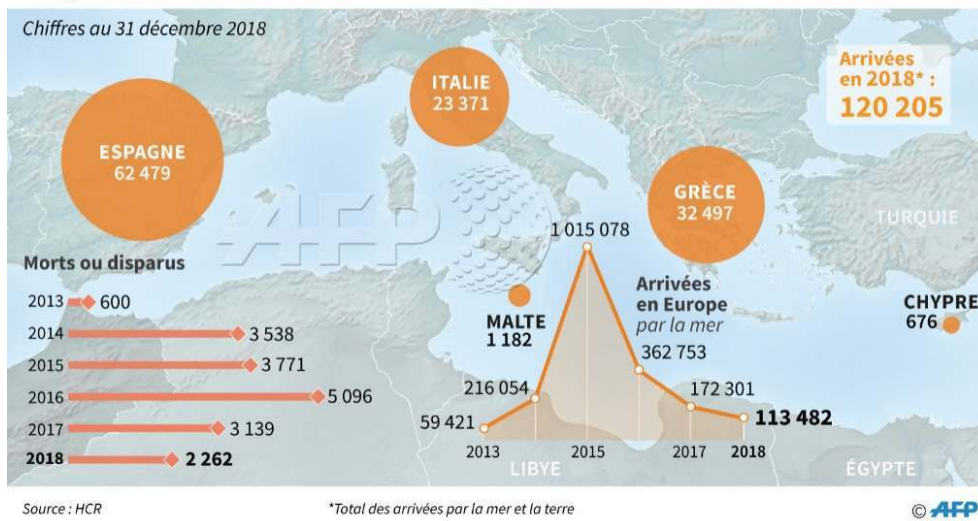 Chiffres au 31 décembre 2018
ITALIE
23 371
Arrivées
en 2018* :
120 205
ESPAGNE
62 479
GRÈCE
32 497
TURQUIE
AFP
Morts ou disparus
2013 600
2014 3 538
2015 3 771
2016 5 096
2017 3 139
2018 2 262
MALTE
1 182
CHYPRE
676
Arrivées
en Europe
par la mer
1 015 078
362 753
216 054
172 301
59 421
113 482
2013 2015 2017 2018
LIBYE
ÉGYPTE
Source : HCR
*Total des arrivées par la mer et la terre
© AFP